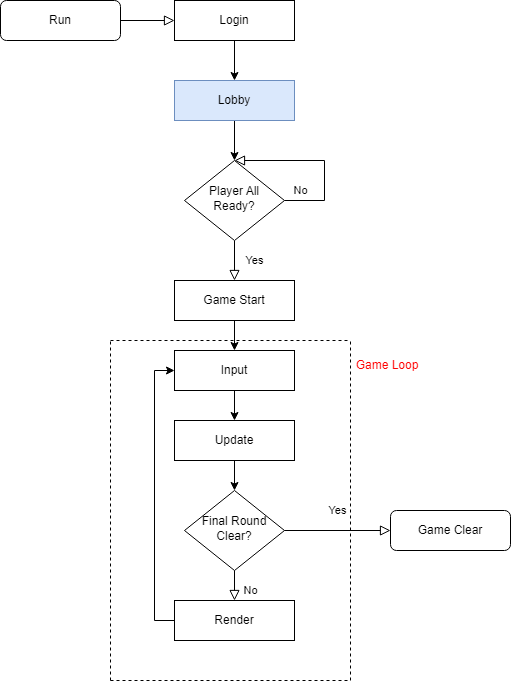 Run
Login
Lobby
Player All
Ready?
No
Yes
Game Start
Game Loop
Input
Update
Final Round
Clear?
Yes
Game Clear
No
Render